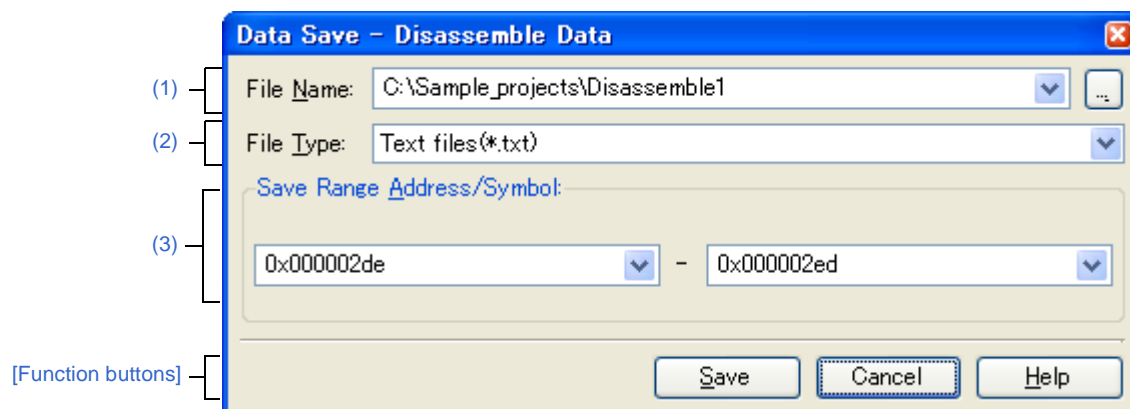 Data Save - Disassemble Data
(1)
File Name:
C:\Sample_projects\Disassemble1
...
(2)
File Type:
Text files(*.txt)
(3)
Save Range Address/Symbol:
0x000002de
-
0x000002ed
[Function buttons]
Save
Cancel
Help